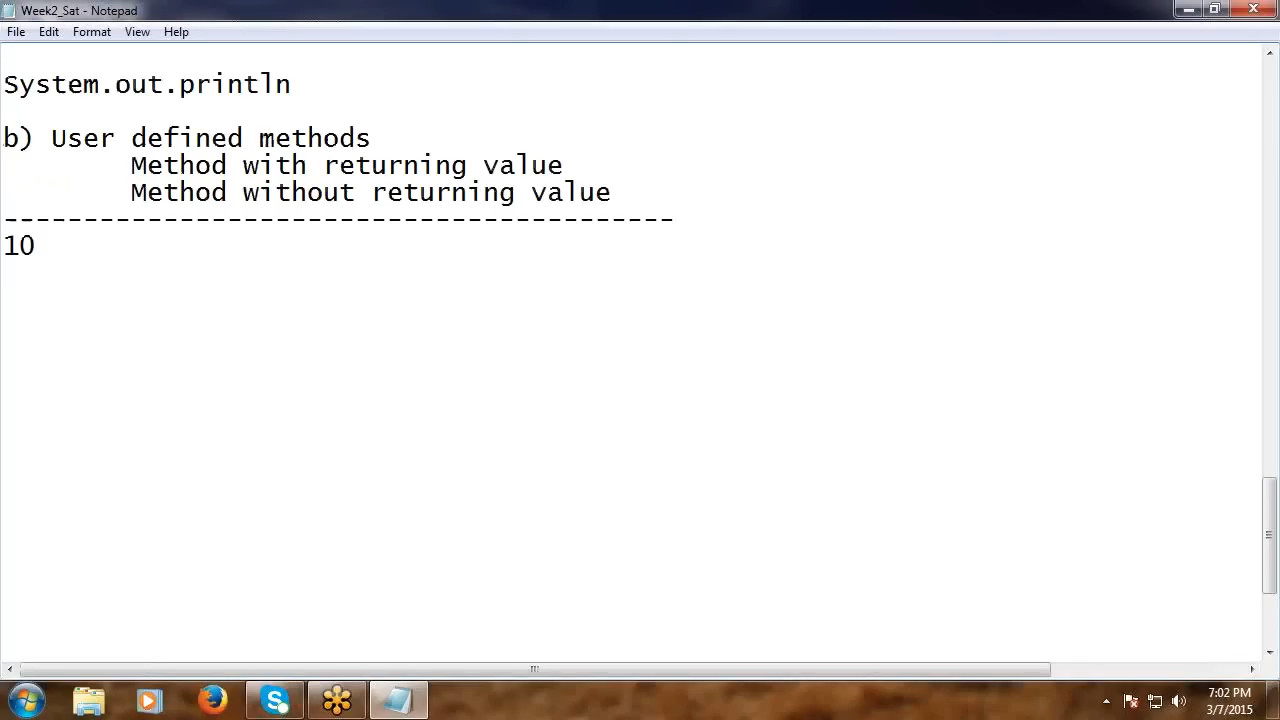 Week2_Sat - Notepad
File Edit Format View Help
System.out.println
b) User defined methods
Method with returning value
Method without returning value
------------------------------------------
10
7:02 PM
3/7/2015